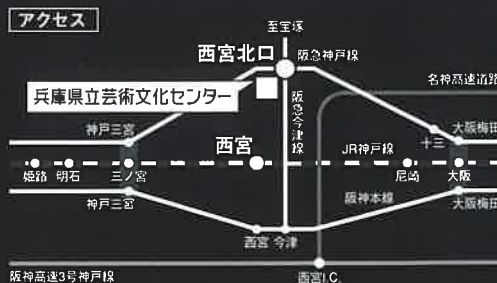 アクセス
至宝塚
西宮北口
阪急神戸線
兵庫県立芸術文化センター
阪急今津線
名神高速道路
神戸三宮
十三
大阪梅田
西宮
JR神戸線
姫路
明石
三ノ宮
尼崎
大阪
神戸三宮
阪神本線
大阪梅田
西宮
今津
阪神高速3号神戸線
西宮I.C.